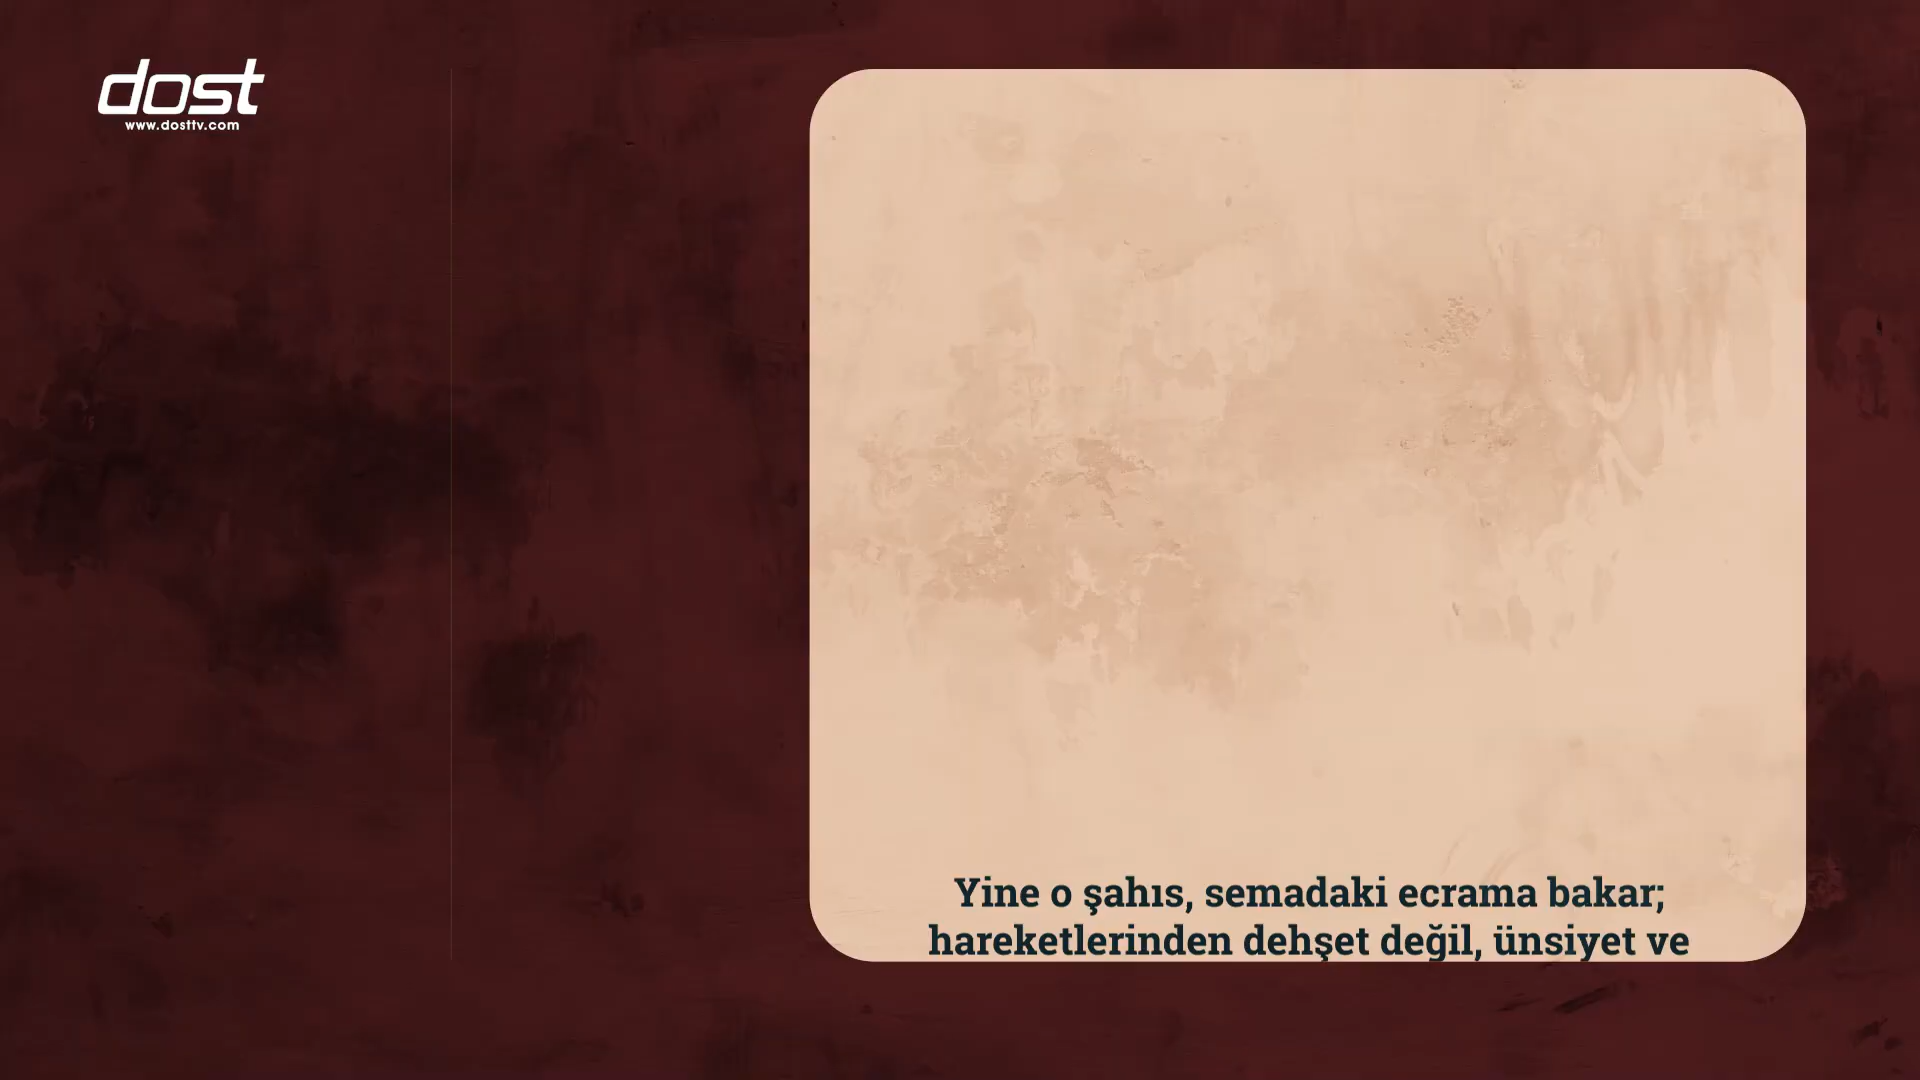 dost
www.dosttv.com
Yine o şahıs, semadaki ecrama bakar;
hareketlerinden dehşet değil, ünsiyet ve